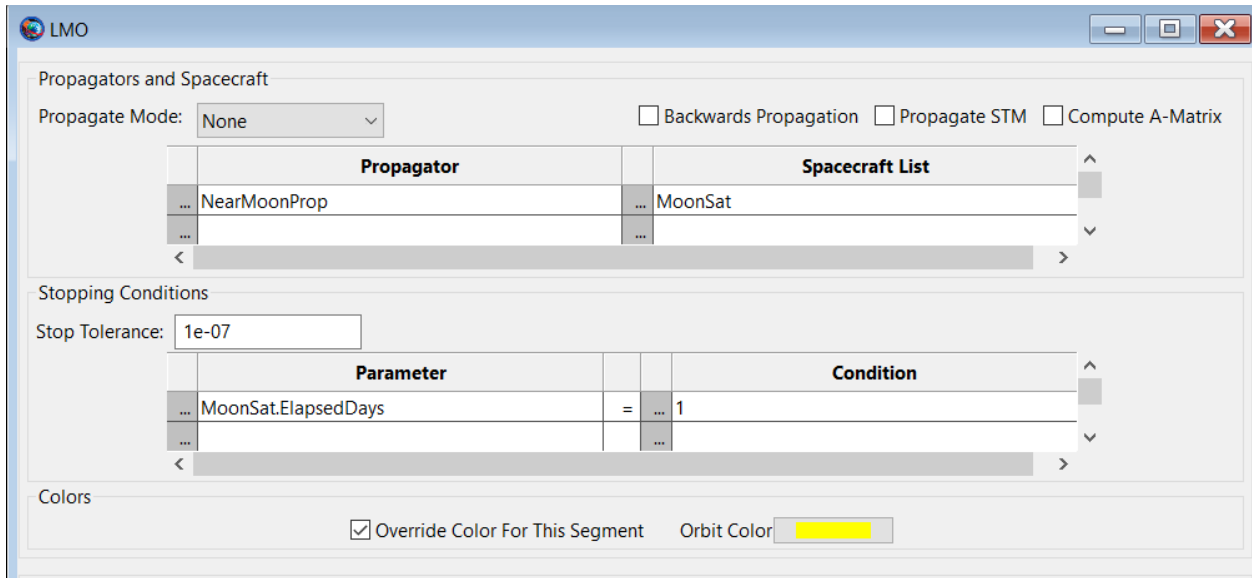 LMO
Propagators and Spacecraft
Propagate Mode: None Backwards Propagation Propagate STM Compute A-Matrix
Propagator Spacecraft List
... NearMoonProp ... MoonSat
... ...
Stopping Conditions
Stop Tolerance: 1e-07
Parameter Condition
... MoonSat.ElapsedDays = ... 1
... ...
Colors
Override Color For This Segment Orbit Color